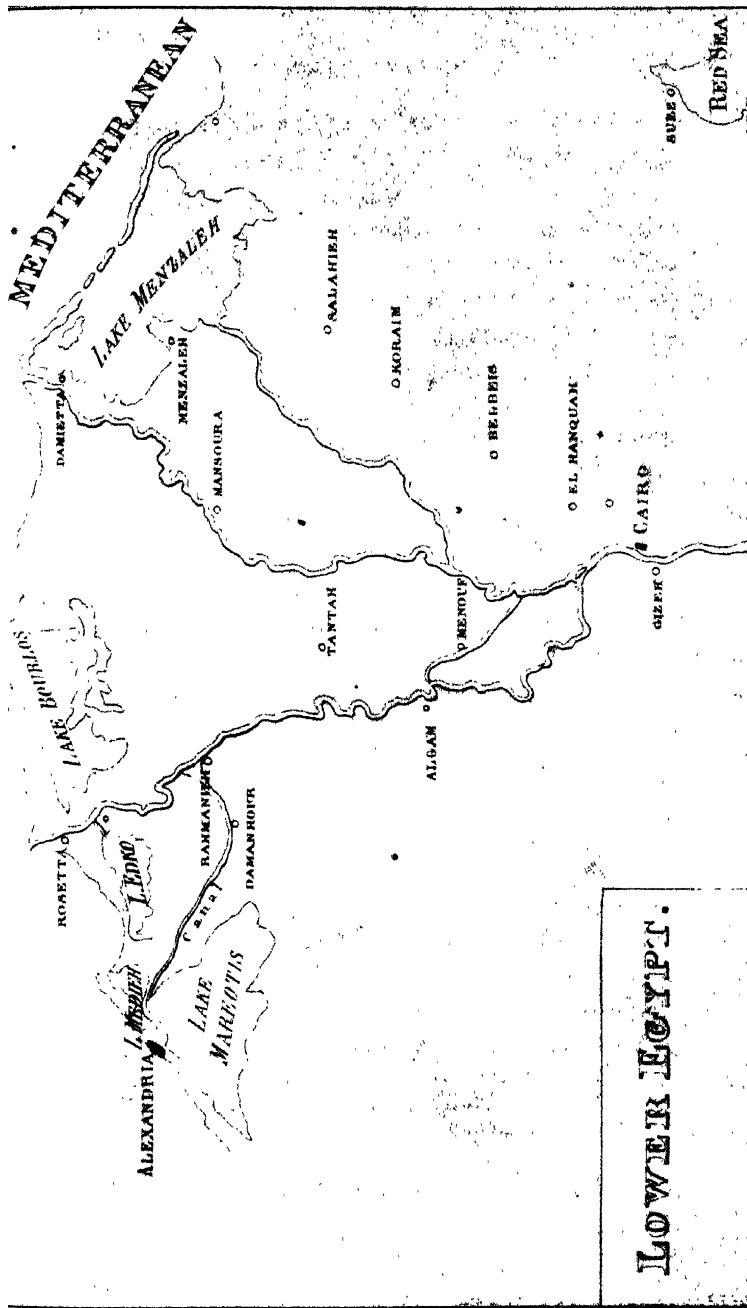 MEDITERRANEAN
RED SEA
SUEZ
LAKE MENZALEH
SALAHIEH
MENZALEH
KORAIM
DAMIETTA
MANSOURA
BELBEIS
EL HANQUAH
CAIRO
GIZEH
TANTAH
MENOUF
LAKE BOURLOS
ALGAM
ROSETTA
L. EDKO
RAHMANIEH
DAMANHOUR
Canal
L. MEDIEH
LAKE
MAREOTIS
ALEXANDRIA
LOWER EGYPT.